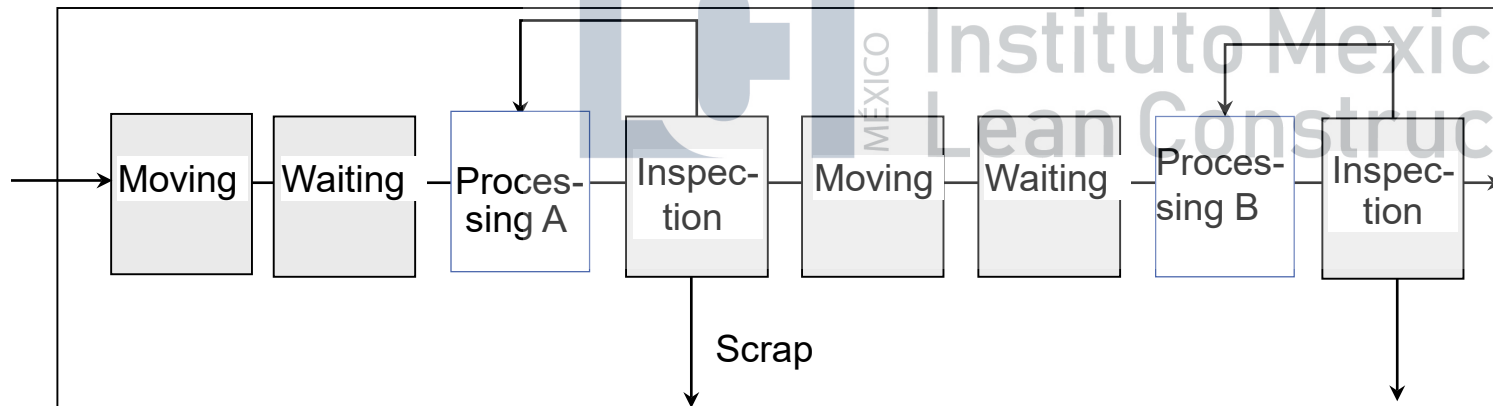 MÉXICO
Instituto Mexic
Lean Construc
Moving
Waiting
Proces-
sing A
Inspec-
tion
Moving
Waiting
Proces-
sing B
Inspec-
tion
Scrap